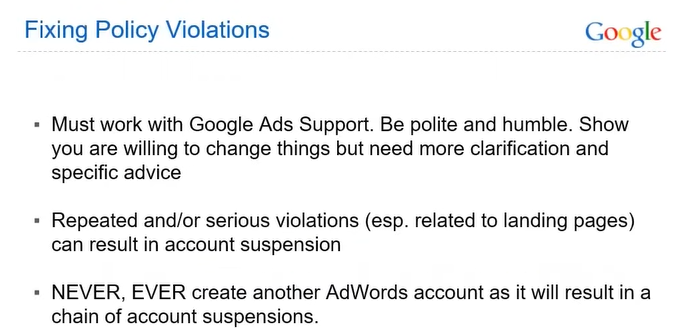 Fixing Policy Violations
Google
▪ Must work with Google Ads Support. Be polite and humble. Show
you are willing to change things but need more clarification and
specific advice
▪ Repeated and/or serious violations (esp. related to landing pages)
can result in account suspension
▪ NEVER, EVER create another AdWords account as it will result in a
chain of account suspensions.